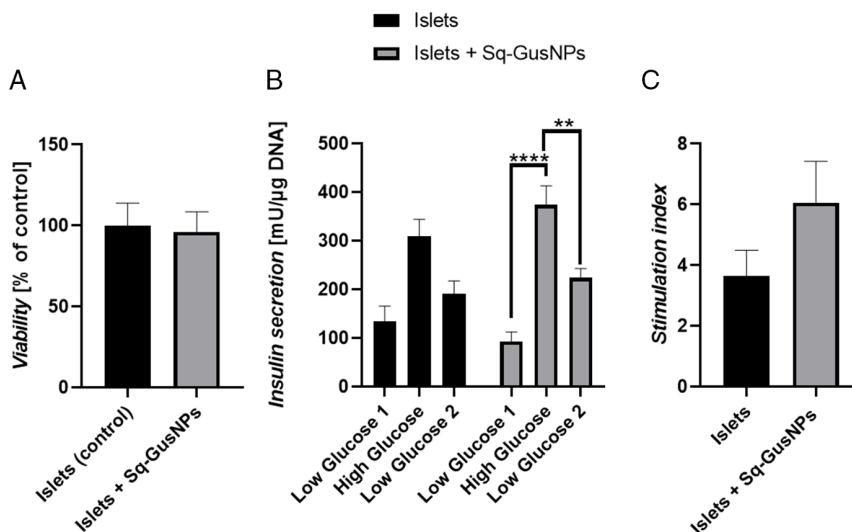 Islets
Islets + Sq-GusNPs
A
B
C
Viability [% of control]
150
100
50
0
Islets (control)
Islets + Sq-GusNPs
Insulin secretion [mU/µg DNA]
500
400
300
200
100
0
****
**
Low Glucose 1
High Glucose
Low Glucose 2
Low Glucose 1
High Glucose
Low Glucose 2
Stimulation index
8
6
4
2
0
Islets
Islets + Sq-GusNPs